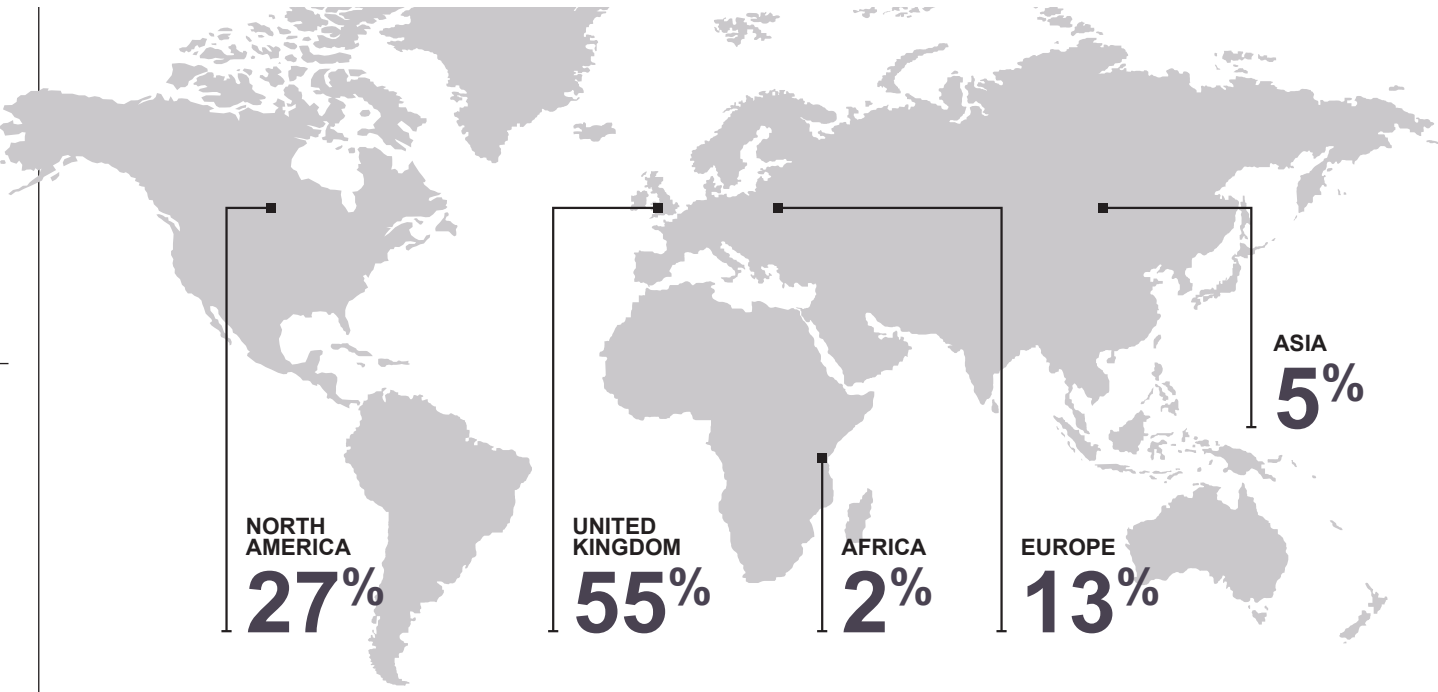 NORTH
AMERICA
27%
UNITED
KINGDOM
55%
AFRICA
2%
EUROPE
13%
ASIA
5%